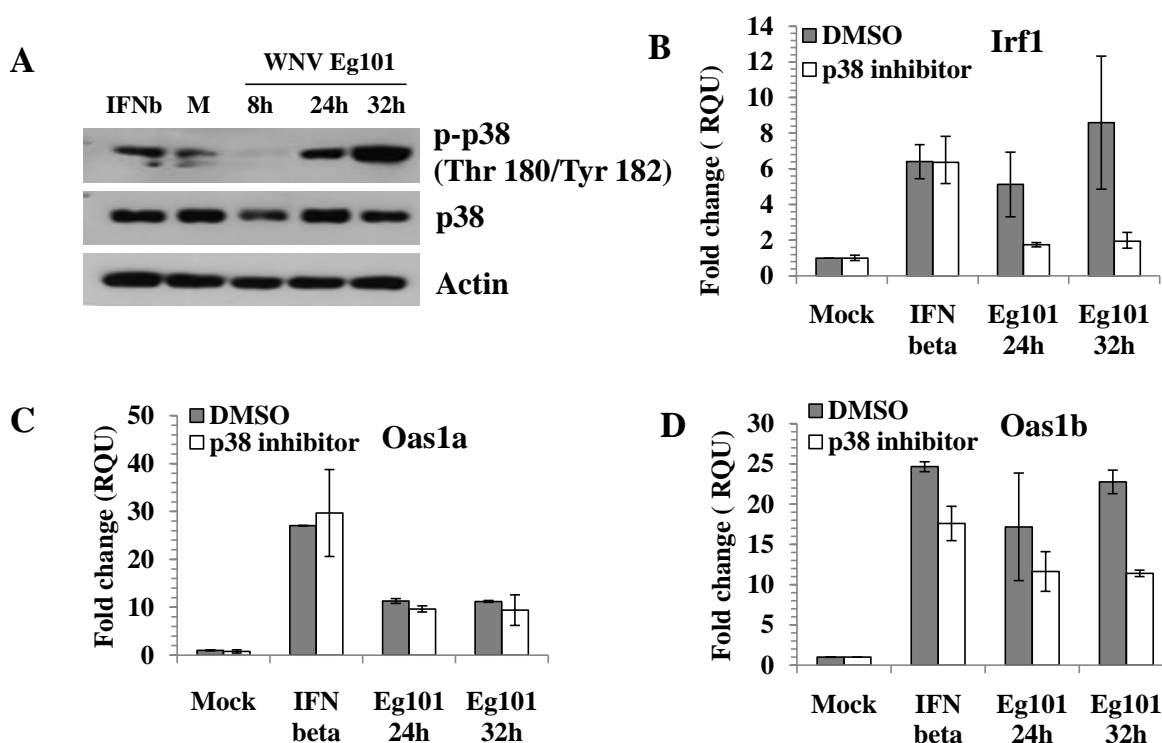 A
WNV Eg101
IFNb M 8h 24h 32h
p-p38
(Thr 180/Tyr 182)
p38
Actin
B
Irf1
DMSO
p38 inhibitor
Fold change ( RQU)
14
12
10
8
6
4
2
0
Mock IFN Eg101 Eg101
beta 24h 32h
C
Oas1a
DMSO
p38 inhibitor
Fold change (RQU)
50
40
30
20
10
0
Mock IFN Eg101 Eg101
beta 24h 32h
D
Oas1b
DMSO
p38 inhibitor
Fold change ( RQU)
30
25
20
15
10
5
0
Mock IFN Eg101 Eg101
beta 24h 32h